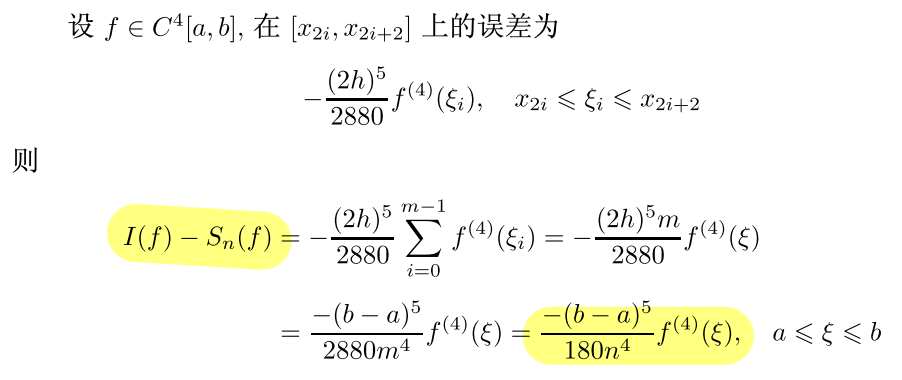 设 $f \in C^4[a, b]$, 在 $[x_{2i}, x_{2i+2}]$ 上的误差为
$-\frac{(2h)^5}{2880} f^{(4)}(\xi_i), \quad x_{2i} \leqslant \xi_i \leqslant x_{2i+2}$
则
$I(f) - S_n(f) = -\frac{(2h)^5}{2880} \sum_{i=0}^{m-1} f^{(4)}(\xi_i) = -\frac{(2h)^5 m}{2880} f^{(4)}(\xi)$
$= \frac{-(b-a)^5}{2880m^4} f^{(4)}(\xi) = \frac{-(b-a)^5}{180n^4} f^{(4)}(\xi), \quad a \leqslant \xi \leqslant b$